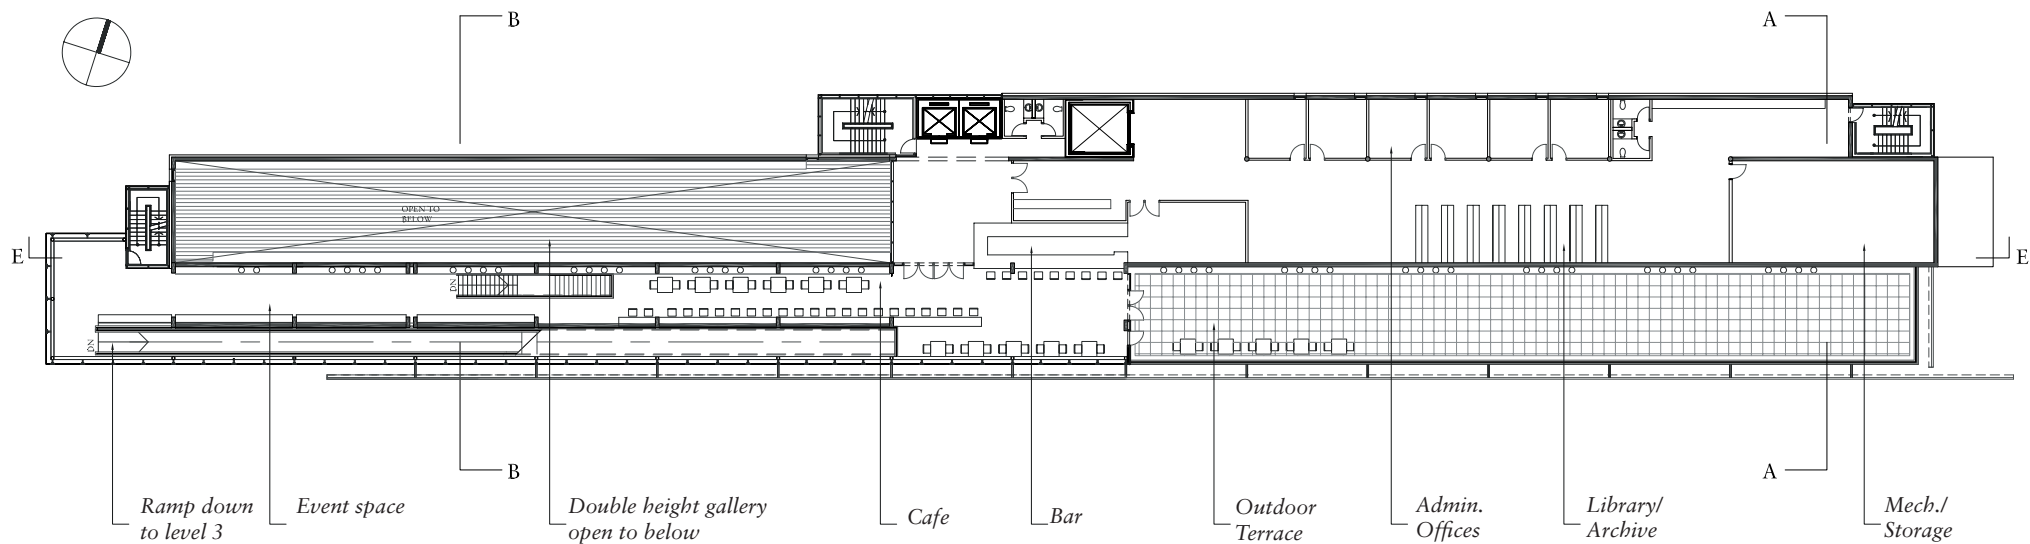 B
A
OPEN TO
BELOW
E
E
DN
DN
B
A
Ramp down
to level 3
Event space
Double height gallery
open to below
Cafe
Bar
Outdoor
Terrace
Admin.
Offices
Library/
Archive
Mech./
Storage